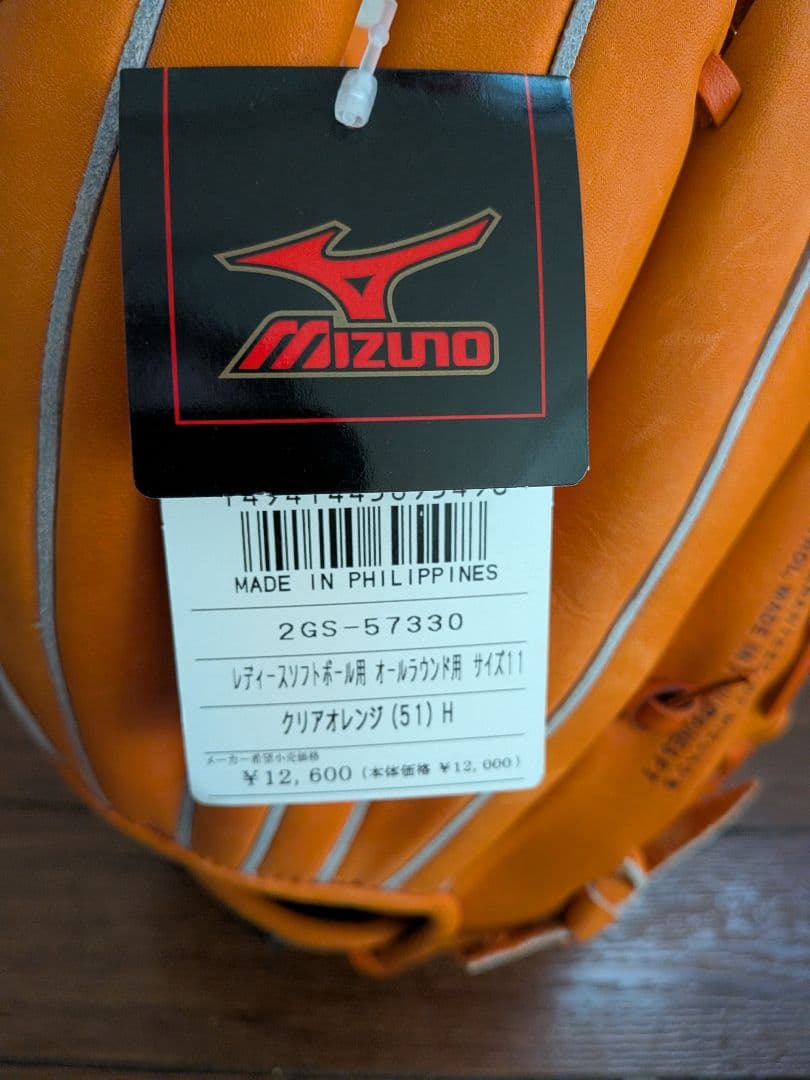 MIZUNO
MADE IN PHILIPPINES
2GS-57330
レディースソフトボール用 オールラウンド用 サイズ11
クリアオレンジ(51)H
メーカー希望小売価格
¥12,600 (本体価格 ¥12,000)